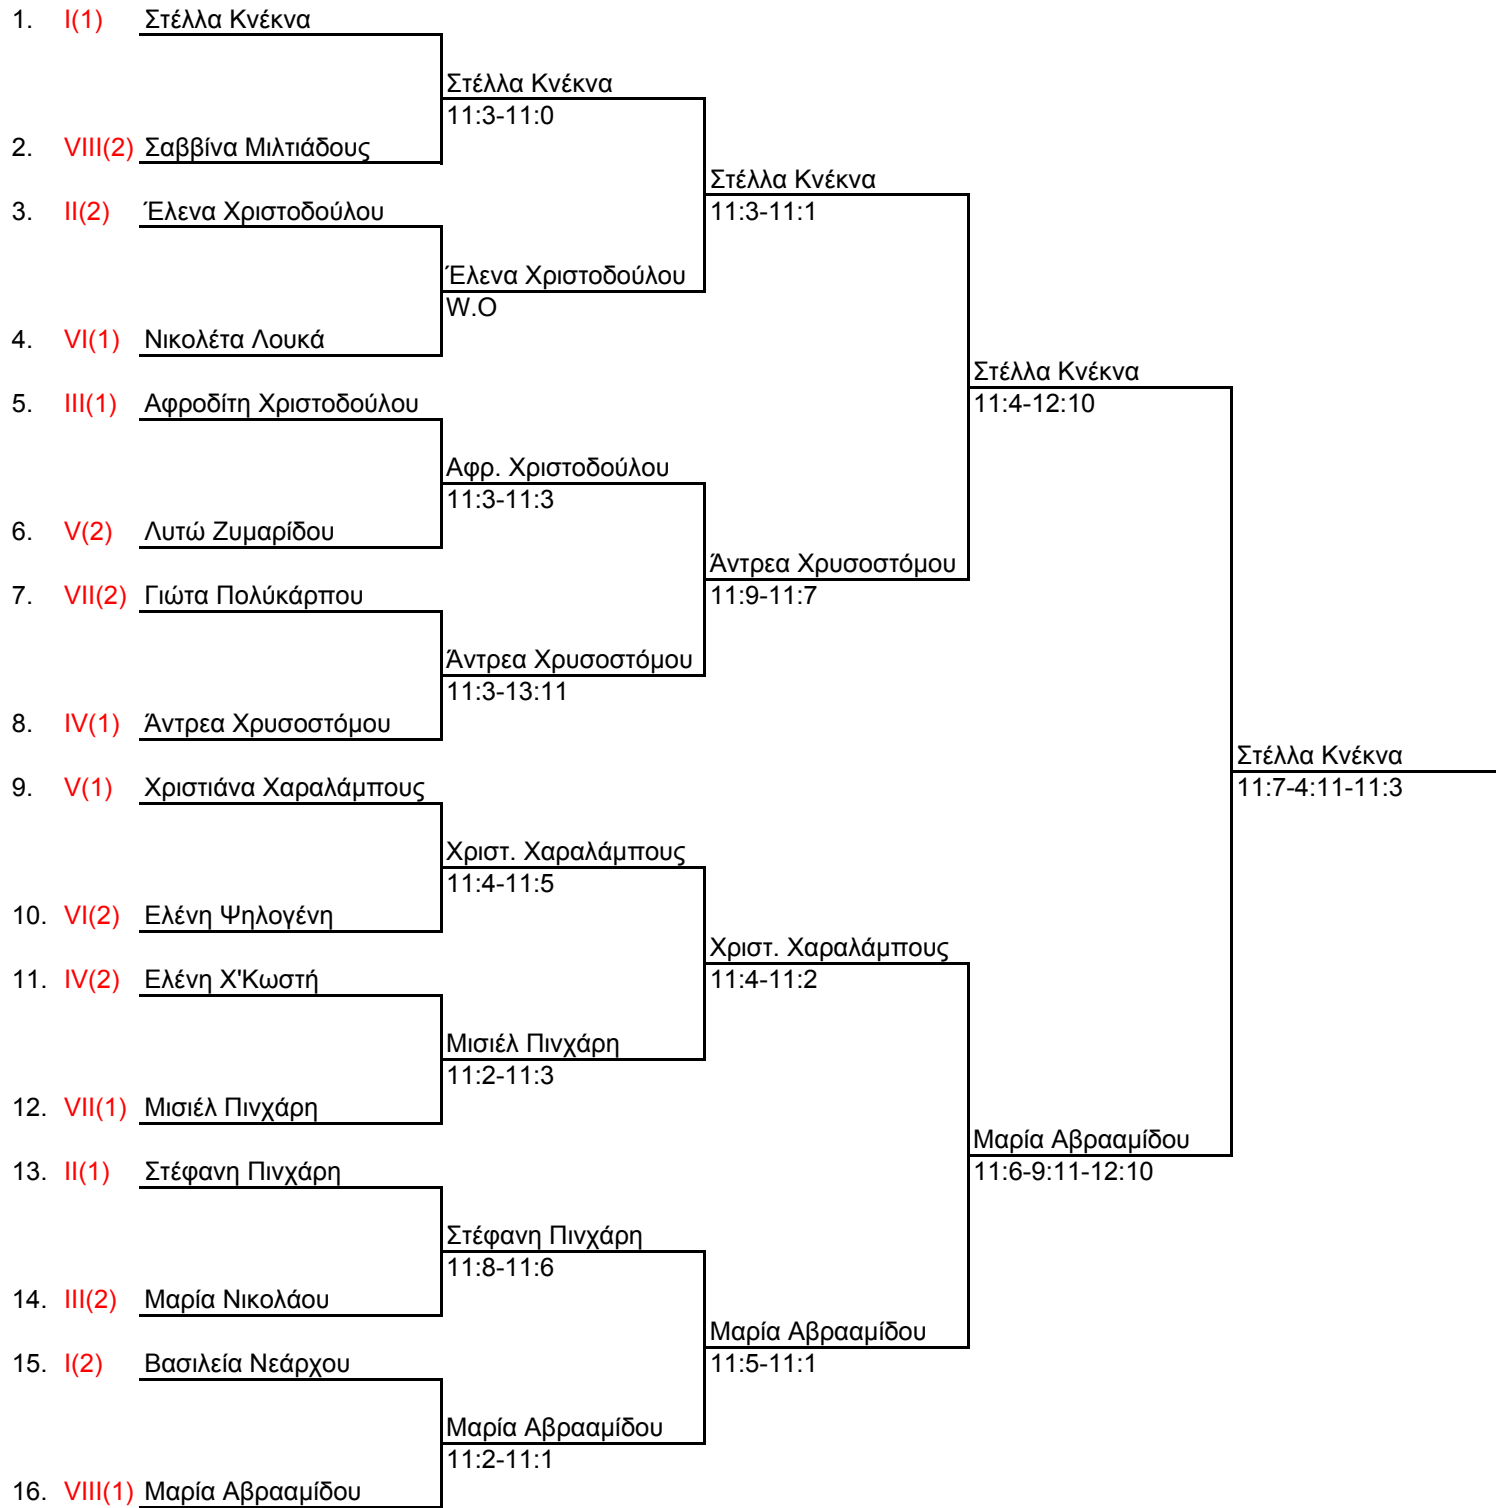 1. I(1) Στέλλα Κνέκνα
Στέλλα Κνέκνα
11:3-11:0
2. VIII(2) Σαββίνα Μιλτιάδους
Στέλλα Κνέκνα
11:3-11:1
3. II(2) Έλενα Χριστοδούλου
Έλενα Χριστοδούλου
W.O
4. VI(1) Νικολέτα Λουκά
Στέλλα Κνέκνα
11:4-12:10
5. III(1) Αφροδίτη Χριστοδούλου
Αφρ. Χριστοδούλου
11:3-11:3
6. V(2) Λυτώ Ζυμαρίδου
Άντρεα Χρυσοστόμου
11:9-11:7
7. VII(2) Γιώτα Πολύκάρπου
Άντρεα Χρυσοστόμου
11:3-13:11
8. IV(1) Άντρεα Χρυσοστόμου
Στέλλα Κνέκνα
11:7-4:11-11:3
9. V(1) Χριστιάνα Χαραλάμπους
Χριστ. Χαραλάμπους
11:4-11:5
10. VI(2) Ελένη Ψηλογένη
Χριστ. Χαραλάμπους
11:4-11:2
11. IV(2) Ελένη Χ'Κωστή
Μισιέλ Πινχάρη
11:2-11:3
12. VII(1) Μισιέλ Πινχάρη
Μαρία Αβρααμίδου
11:6-9:11-12:10
13. II(1) Στέφανη Πινχάρη
Στέφανη Πινχάρη
11:8-11:6
14. III(2) Μαρία Νικολάου
Μαρία Αβρααμίδου
11:5-11:1
15. I(2) Βασιλεία Νεάρχου
Μαρία Αβρααμίδου
11:2-11:1
16. VIII(1) Μαρία Αβρααμίδου